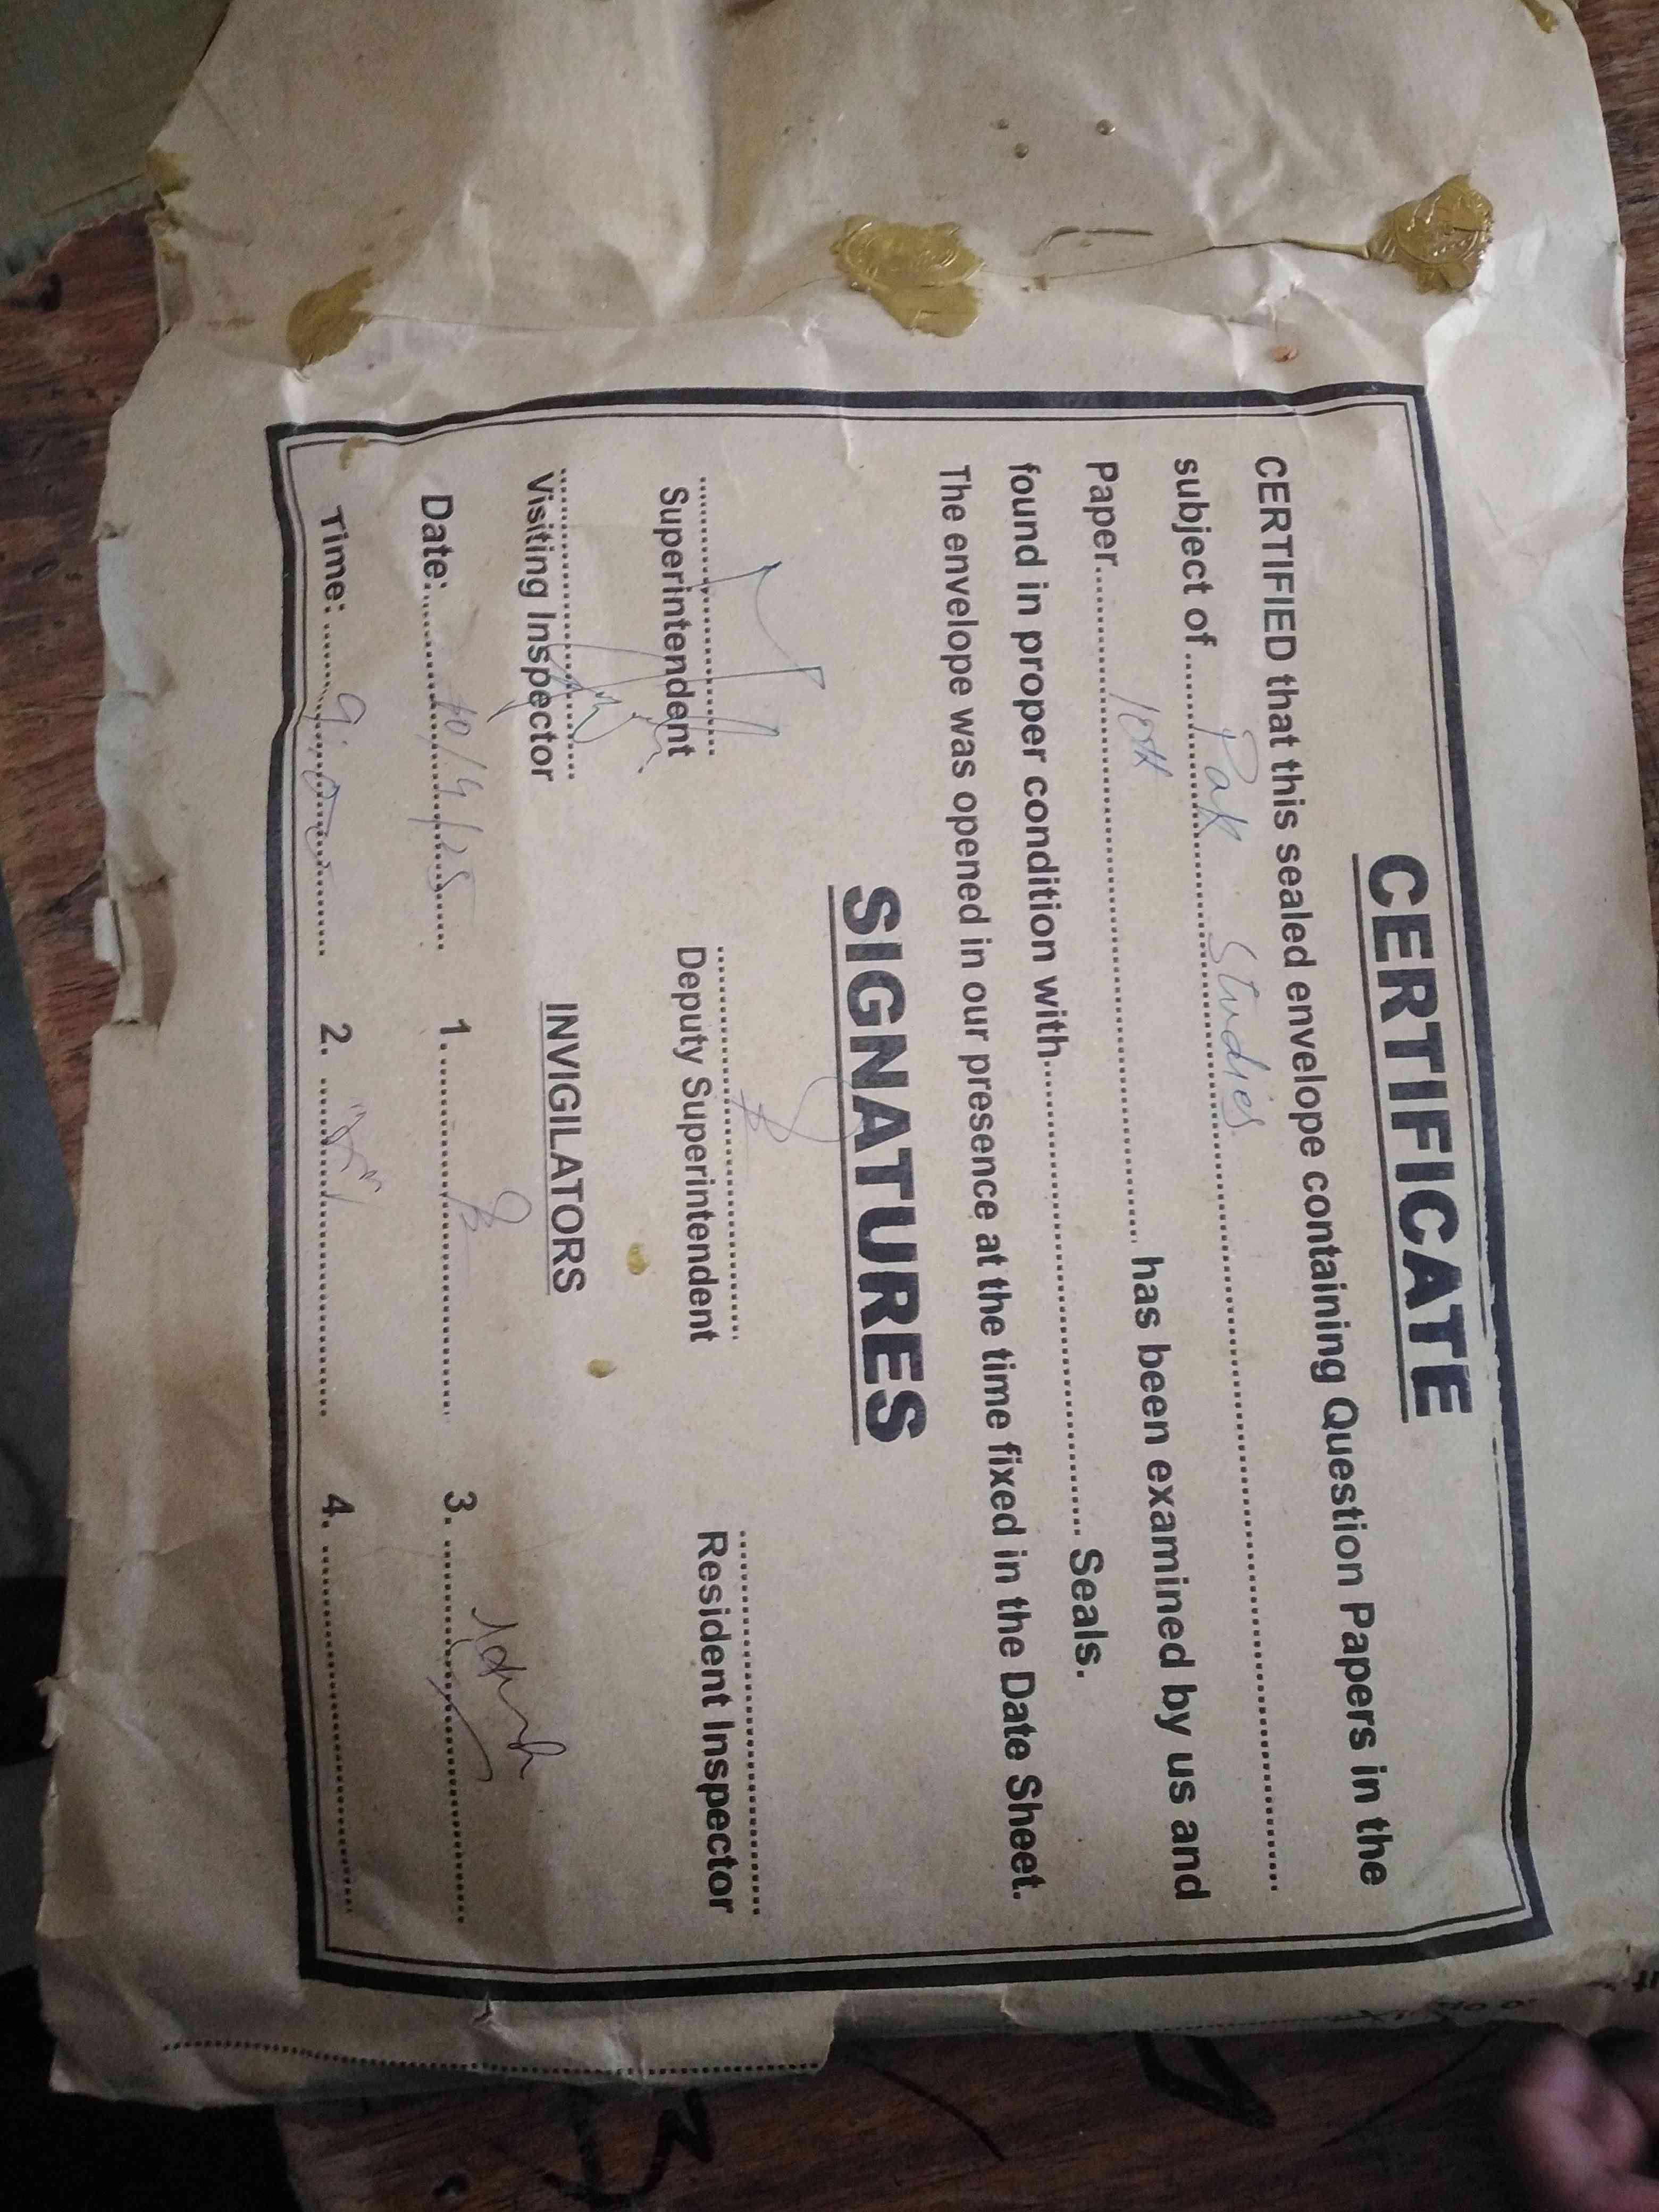 CERTIFICATE
CERTIFIED that this sealed envelope containing Question Papers in the
subject of.......Pak Studies.......
Paper.......10th....... has been examined by us and
found in proper condition with.............................. Seals.
The envelope was opened in our presence at the time fixed in the Date Sheet.
SIGNATURES
Superintendent Deputy Superintendent Resident Inspector
Visiting Inspector INVIGILATORS
Date:.......10/9/25....... 1. 3.
Time: 2. 4.